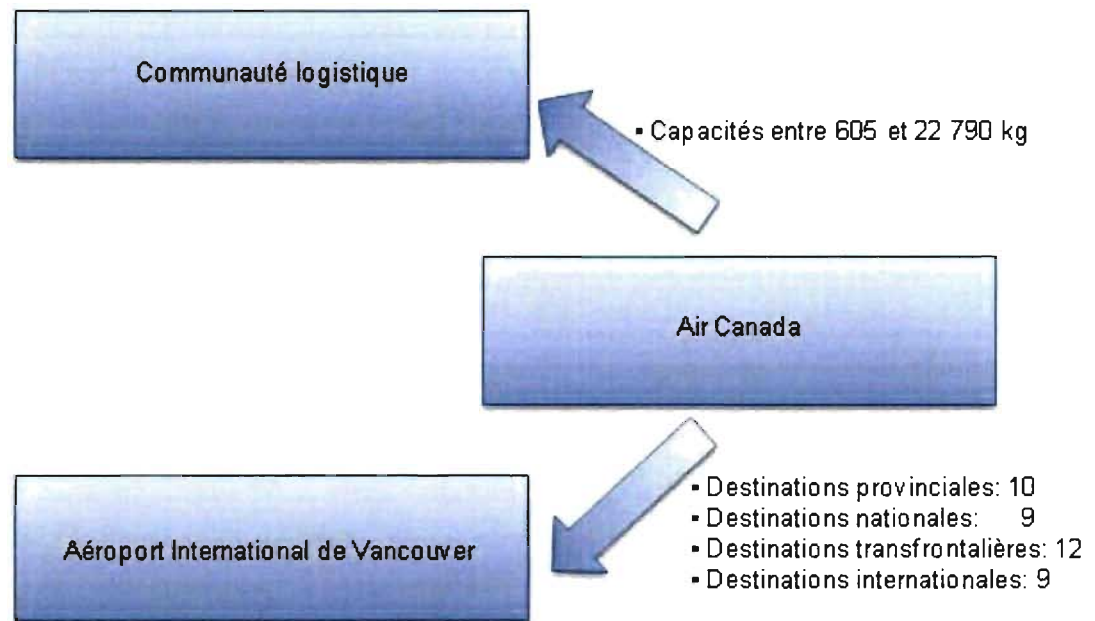 Communauté logistique
▪ Capacités entre 605 et 22 790 kg
Air Canada
Aéroport International de Vancouver
▪ Destinations provinciales: 10
▪ Destinations nationales: 9
▪ Destinations transfrontalières: 12
▪ Destinations internationales: 9